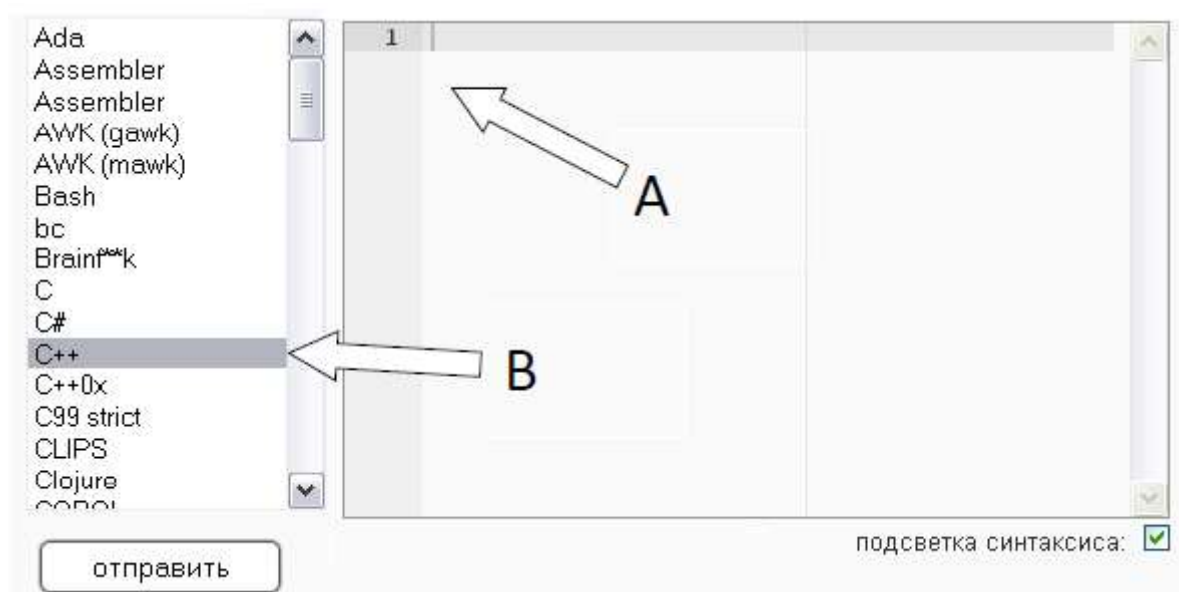 Ada
Assembler
Assembler
AWK (gawk)
AWK (mawk)
Bash
bc
Brainf**k
C
C#
C++
C++0x
C99 strict
CLIPS
Clojure
1
A
B
подсветка синтаксиса:
отправить